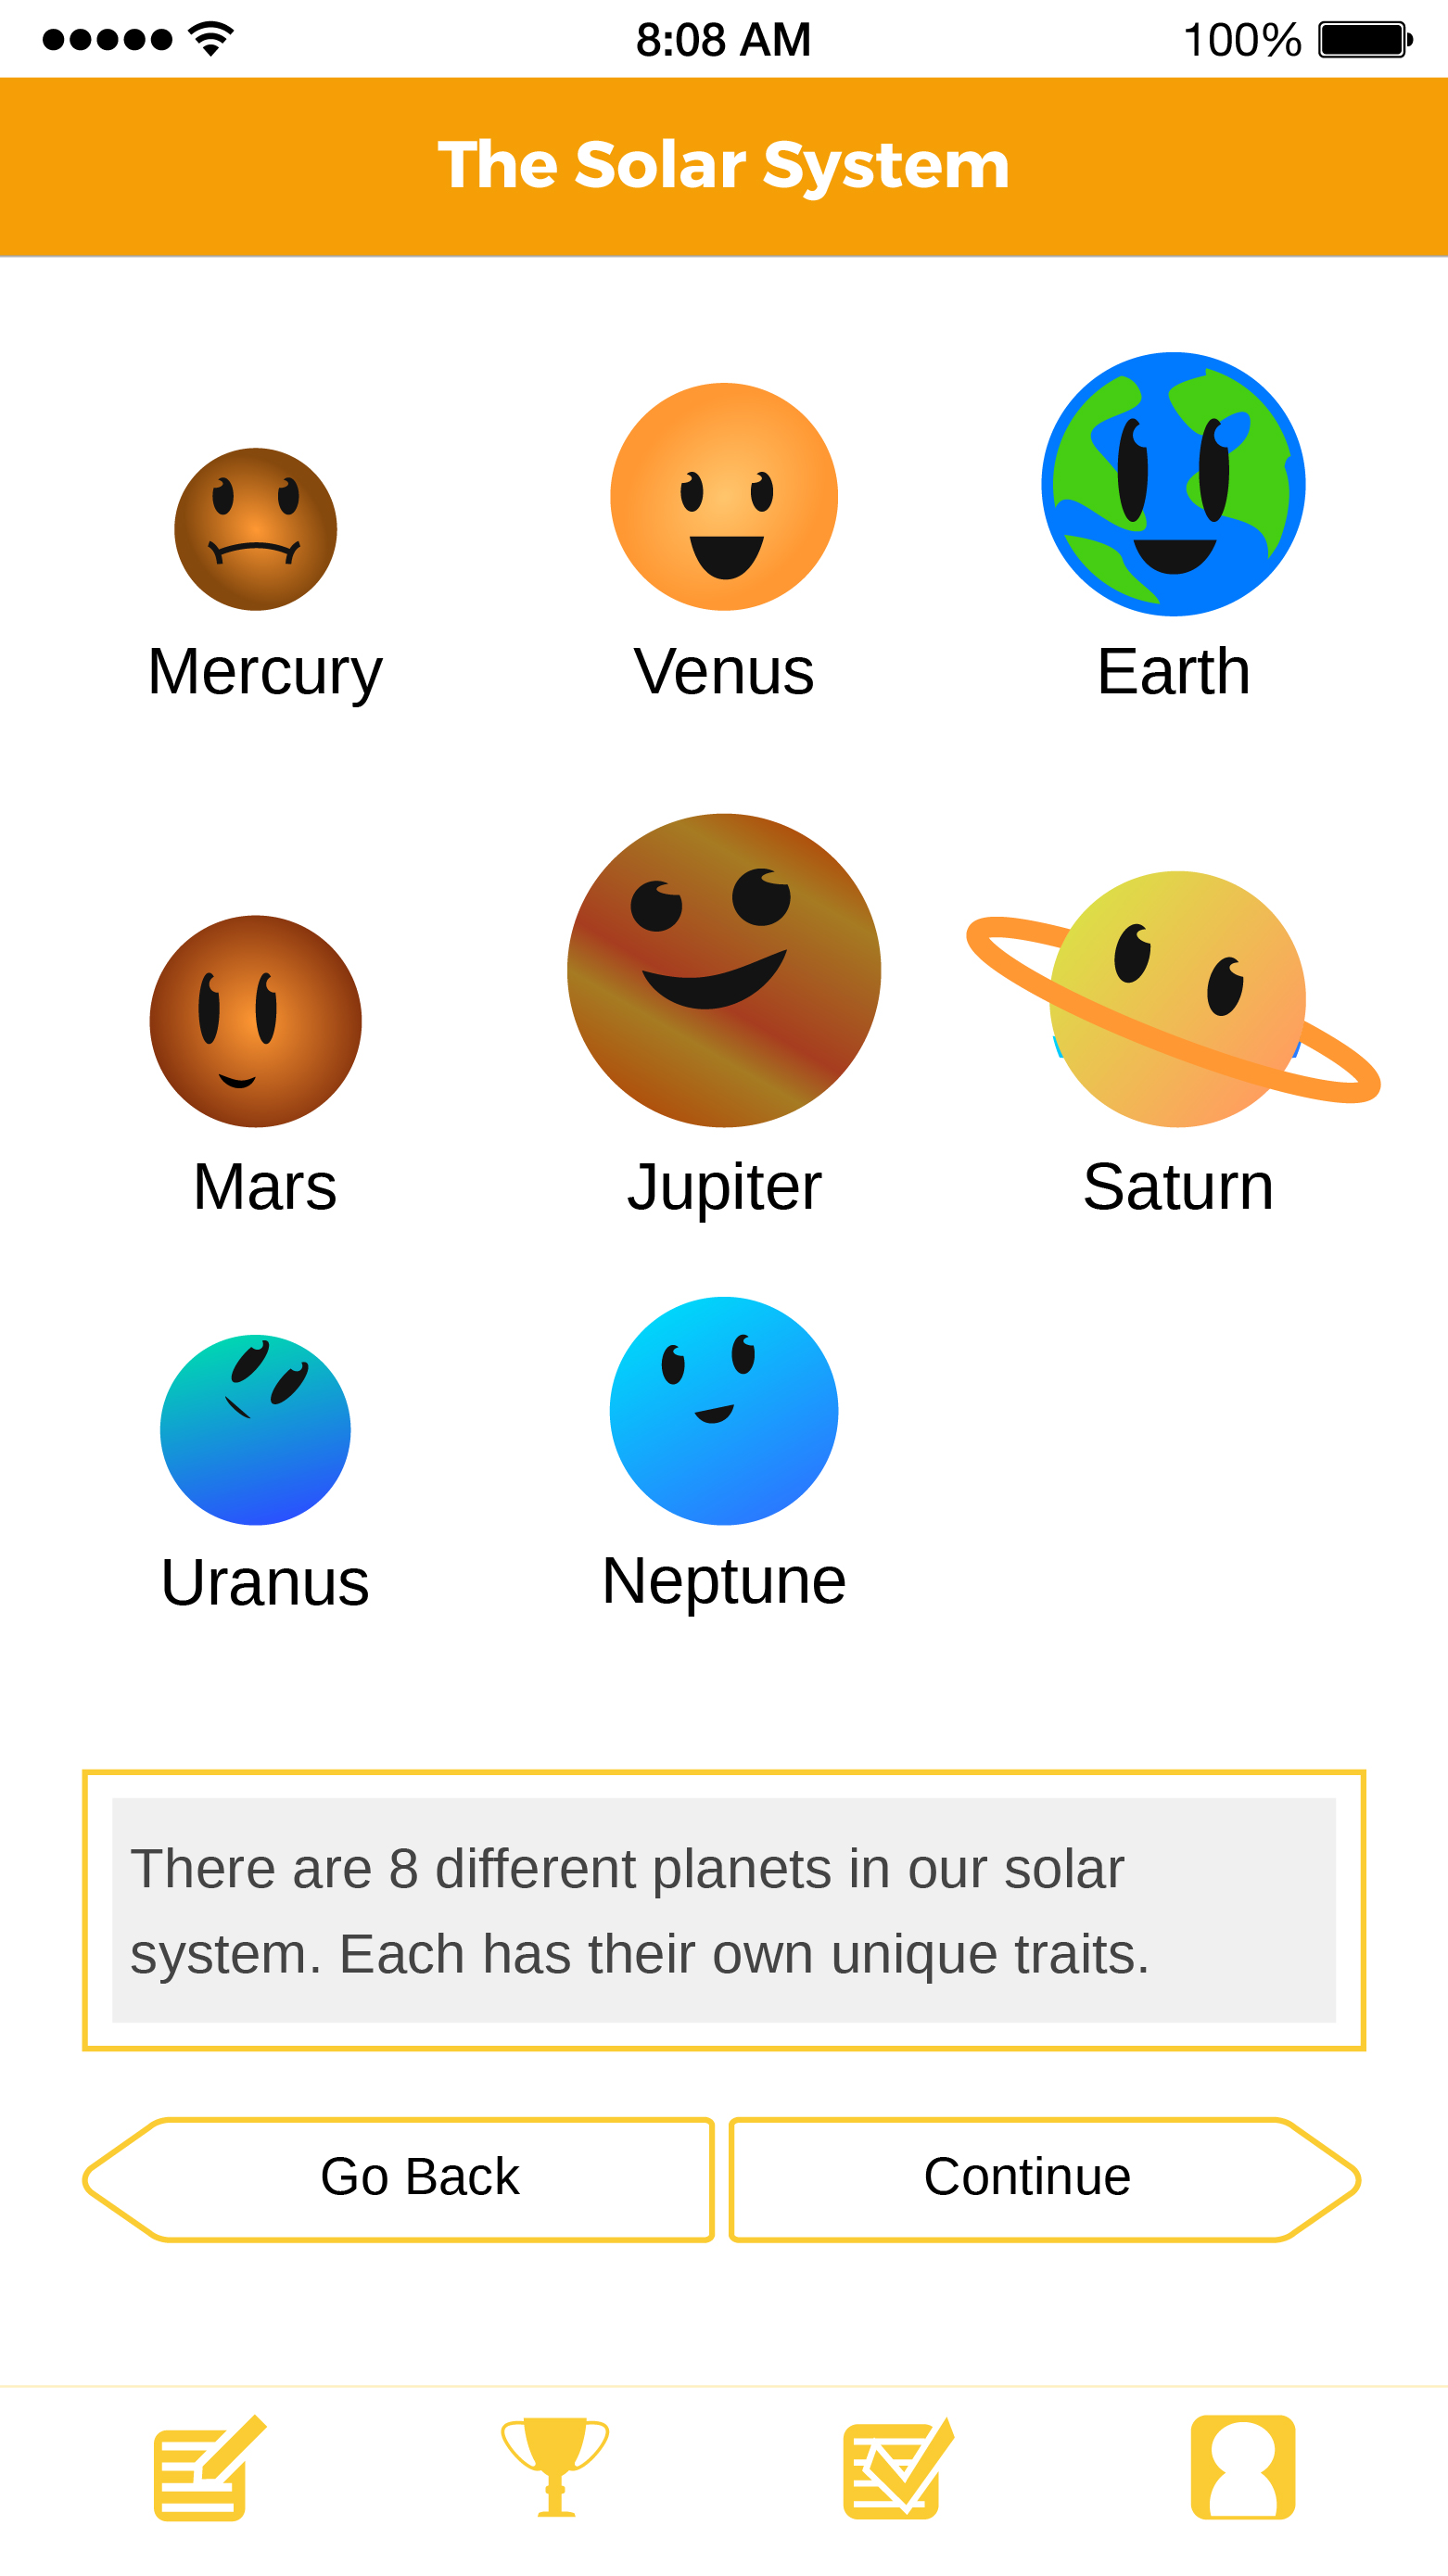 8:08 AM 100%
The Solar System
Mercury Venus Earth
Mars Jupiter Saturn
Uranus Neptune
There are 8 different planets in our solar
system. Each has their own unique traits.
Go Back Continue